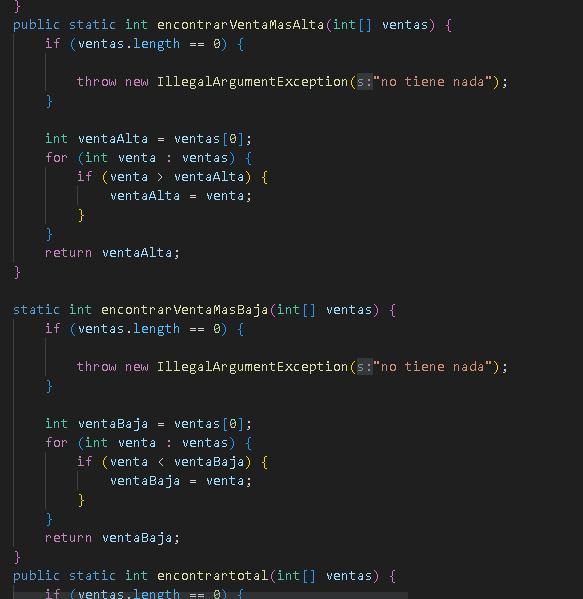 }
public static int encontrarVentaMasAlta(int[] ventas) {
if (ventas.length == 0) {
throw new IllegalArgumentException(s:"no tiene nada");
}
int ventaAlta = ventas[0];
for (int venta : ventas) {
if (venta > ventaAlta) {
ventaAlta = venta;
}
}
return ventaAlta;
}
static int encontrarVentaMasBaja(int[] ventas) {
if (ventas.length == 0) {
throw new IllegalArgumentException(s:"no tiene nada");
}
int ventaBaja = ventas[0];
for (int venta : ventas) {
if (venta < ventaBaja) {
ventaBaja = venta;
}
}
return ventaBaja;
}
public static int encontrartotal(int[] ventas) {
if (ventas.length == 0) {